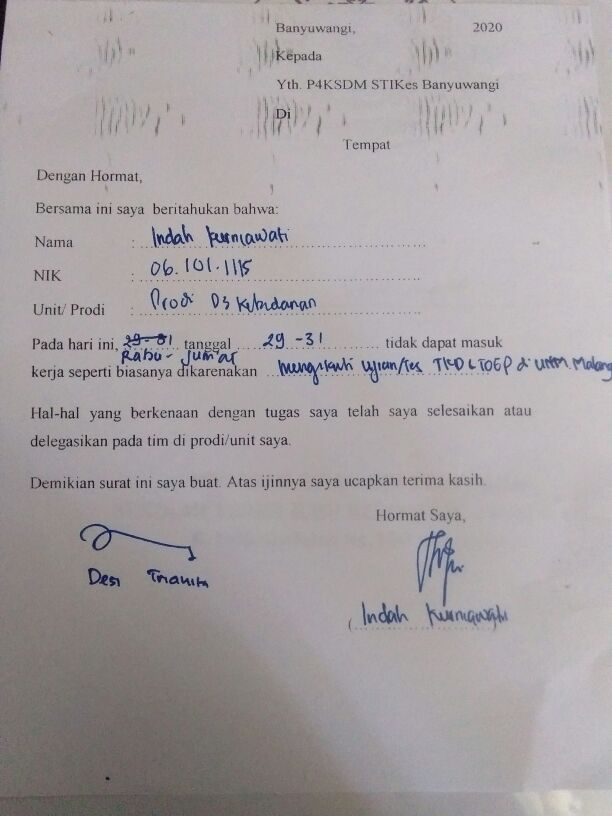 Banyuwangi, 2020
Kepada
Yth. P4KSDM STIKes Banyuwangi
Di
Tempat
Dengan Hormat,
Bersama ini saya beritahukan bahwa:
Nama : Indah Kurniawati
NIK : 06.101.1115
Unit/ Prodi : Prodi D3 Kebidanan
Pada hari ini, 29-31 tanggal 29 - 31 tidak dapat masuk
Rabu - Jum'at
kerja seperti biasanya dikarenakan mengikuti ujian/tes TKD & TOEP di UMM Malang
Hal-hal yang berkenaan dengan tugas saya telah saya selesaikan atau
delegasikan pada tim di prodi/unit saya.
Demikian surat ini saya buat. Atas ijinnya saya ucapkan terima kasih.
Hormat Saya,
Desi Trianita
( Indah Kurniawati